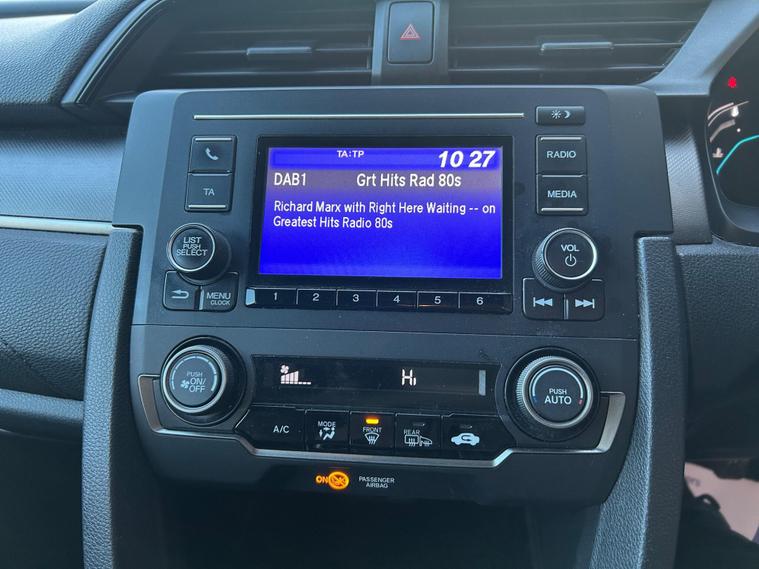 TA:TP
10 27
DAB1 Grt Hits Rad 80s
Richard Marx with Right Here Waiting -- on
Greatest Hits Radio 80s
TA
LIST
PUSH
SELECT
MENU
CLOCK
RADIO
MEDIA
VOL
1 2 3 4 5 6
PUSH
ON/
OFF
Hi
PUSH
AUTO
A/C
MODE
FRONT
REAR
ON
PASSENGER
AIRBAG